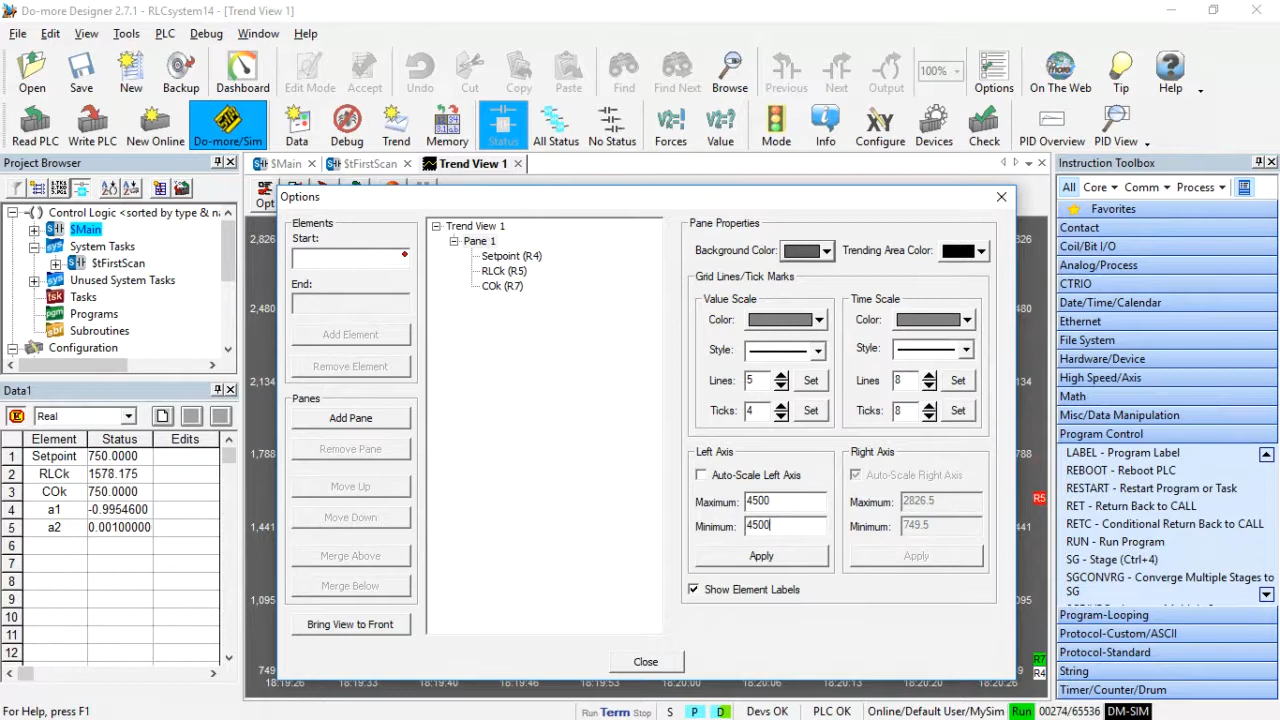 Do-more Designer 2.7.1 - RLCsystem14 - [Trend View 1]
File Edit View Tools PLC Debug Window Help
Open Save New Backup Dashboard Edit Mode Accept Undo Cut Copy Paste Find Find Next Browse Previous Next Output 100% Options On The Web Tip Help
Read PLC Write PLC New Online Do-more/Sim Data Debug Trend Memory Status All Status No Status Forces Value Mode Info Configure Devices Check PID Overview PID View
Project Browser
$Main $tFirstScan Trend View 1
Instruction Toolbox
All Core Comm Process
Control Logic <sorted by type & na
$Main
System Tasks
$tFirstScan
Unused System Tasks
Tasks
Programs
Subroutines
Configuration
Data1
Real
Element Status Edits
1 Setpoint 750.0000
2 RLCk 1578.175
3 COk 750.0000
4 a1 -0.9954600
5 a2 0.00100000
6
7
8
9
10
11
12
Opt
2,826
2,480
2,134
1,788
1,441
1,095
749
18:19:26 18:19:33 18:19:40 18:19:46 18:19:53 18:20:00 18:20:06 18:20:13 18:20:20 18:20:26
Options
Elements
Start:
End:
Add Element
Remove Element
Panes
Add Pane
Remove Pane
Move Up
Move Down
Merge Above
Merge Below
Bring View to Front
Trend View 1
Pane 1
Setpoint (R4)
RLCk (R5)
COk (R7)
Pane Properties
Background Color: Trending Area Color:
Grid Lines/Tick Marks
Value Scale
Color:
Style:
Lines: 5 Set
Ticks: 4 Set
Time Scale
Color:
Style:
Lines 8 Set
Ticks: 8 Set
Left Axis
Auto-Scale Left Axis
Maximum: 4500
Minimum: 4500
Apply
Right Axis
Auto-Scale Right Axis
Maximum: 2826.5
Minimum: 749.5
Apply
Show Element Labels
Close
2,826
2,480
2,134
1,788
R5
1,441
1,095
R7
R4
Favorites
Contact
Coil/Bit I/O
Analog/Process
CTRIO
Date/Time/Calendar
Ethernet
File System
Hardware/Device
High Speed/Axis
Math
Misc/Data Manipulation
Program Control
LABEL - Program Label
REBOOT - Reboot PLC
RESTART - Restart Program or Task
RET - Return Back to CALL
RETC - Conditional Return Back to CALL
RUN - Run Program
SG - Stage (Ctrl+4)
SGCONVRG - Converge Multiple Stages to
SG
Program-Looping
Protocol-Custom/ASCII
Protocol-Standard
String
Timer/Counter/Drum
For Help, press F1
Run Term Stop S P D Devs OK PLC OK Online/Default User/MySim Run 00274/65536 DM-SIM